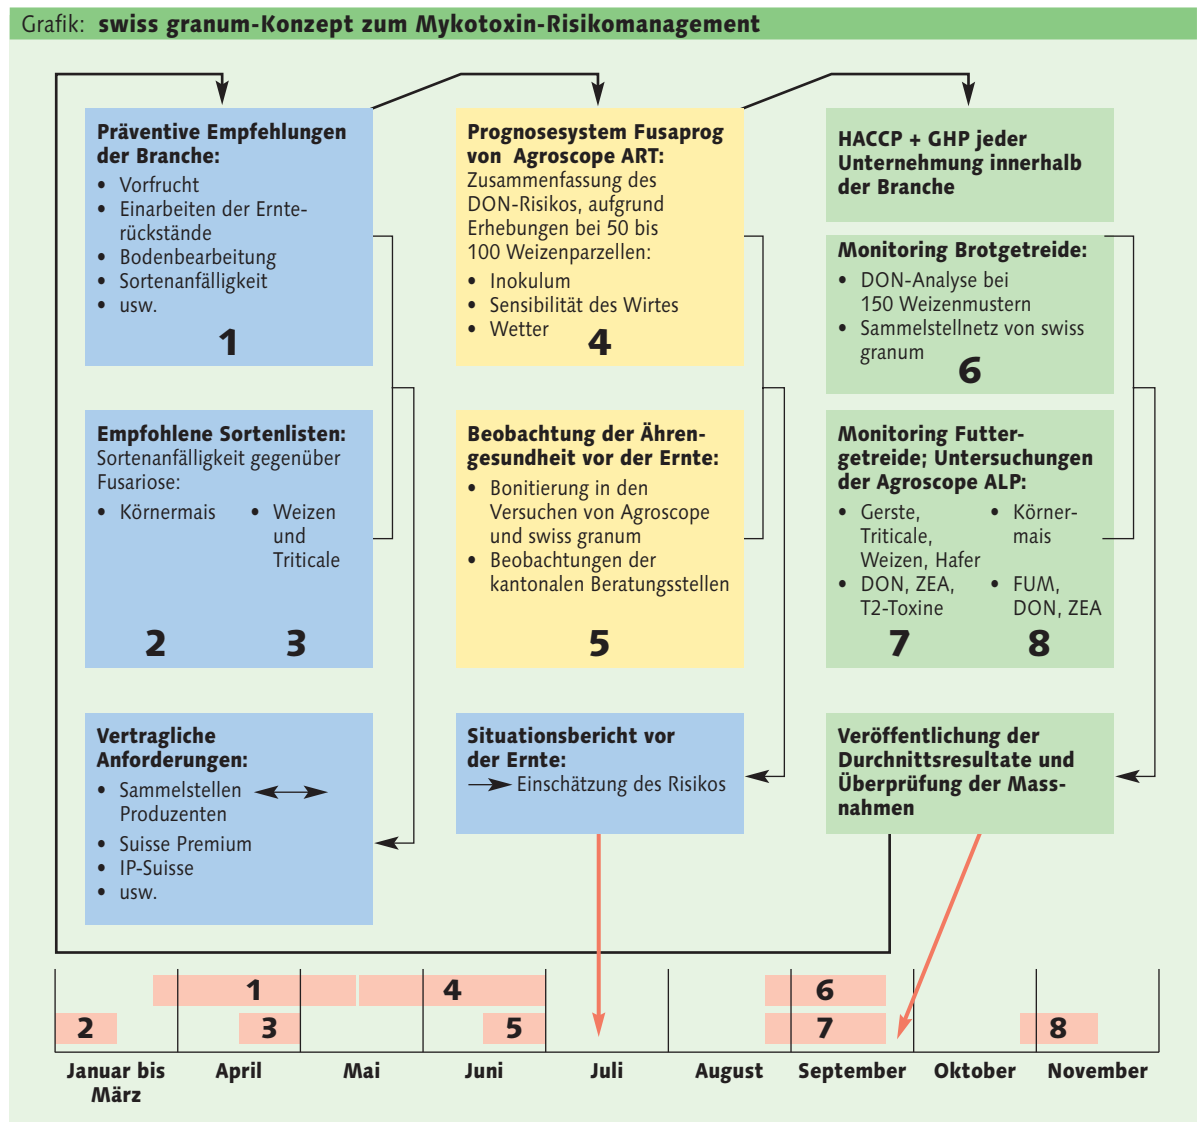 Grafik: swiss granum-Konzept zum Mykotoxin-Risikomanagement
Präventive Empfehlungen
der Branche:
• Vorfrucht
• Einarbeiten der Ernte-
rückstände
• Bodenbearbeitung
• Sortenanfälligkeit
• usw.
1
Empfohlene Sortenlisten:
Sortenanfälligkeit gegenüber
Fusariose:
• Körnermais
• Weizen
und
Triticale
2
3
Vertragliche
Anforderungen:
• Sammelstellen
Produzenten
• Suisse Premium
• IP-Suisse
• usw.
Prognosesystem Fusaprog
von Agroscope ART:
Zusammenfassung des
DON-Risikos, aufgrund
Erhebungen bei 50 bis
100 Weizenparzellen:
• Inokulum
• Sensibilität des Wirtes
• Wetter
4
Beobachtung der Ähren-
gesundheit vor der Ernte:
• Bonitierung in den
Versuchen von Agroscope
und swiss granum
• Beobachtungen der
kantonalen Beratungsstellen
5
Situationsbericht vor
der Ernte:
Einschätzung des Risikos
HACCP + GHP jeder
Unternehmung innerhalb
der Branche
Monitoring Brotgetreide:
• DON-Analyse bei
150 Weizenmustern
• Sammelstellnetz von swiss
granum
6
Monitoring Futter-
getreide; Untersuchungen
der Agroscope ALP:
• Gerste,
Triticale,
Weizen, Hafer
• DON, ZEA,
T2-Toxine
7
• Körner-
mais
• FUM,
DON, ZEA
8
Veröffentlichung der
Durchnittsresultate und
Überprüfung der Mass-
nahmen
1 4 6
2 3 5 7 8
Januar bis
März
April
Mai
Juni
Juli
August
September
Oktober
November